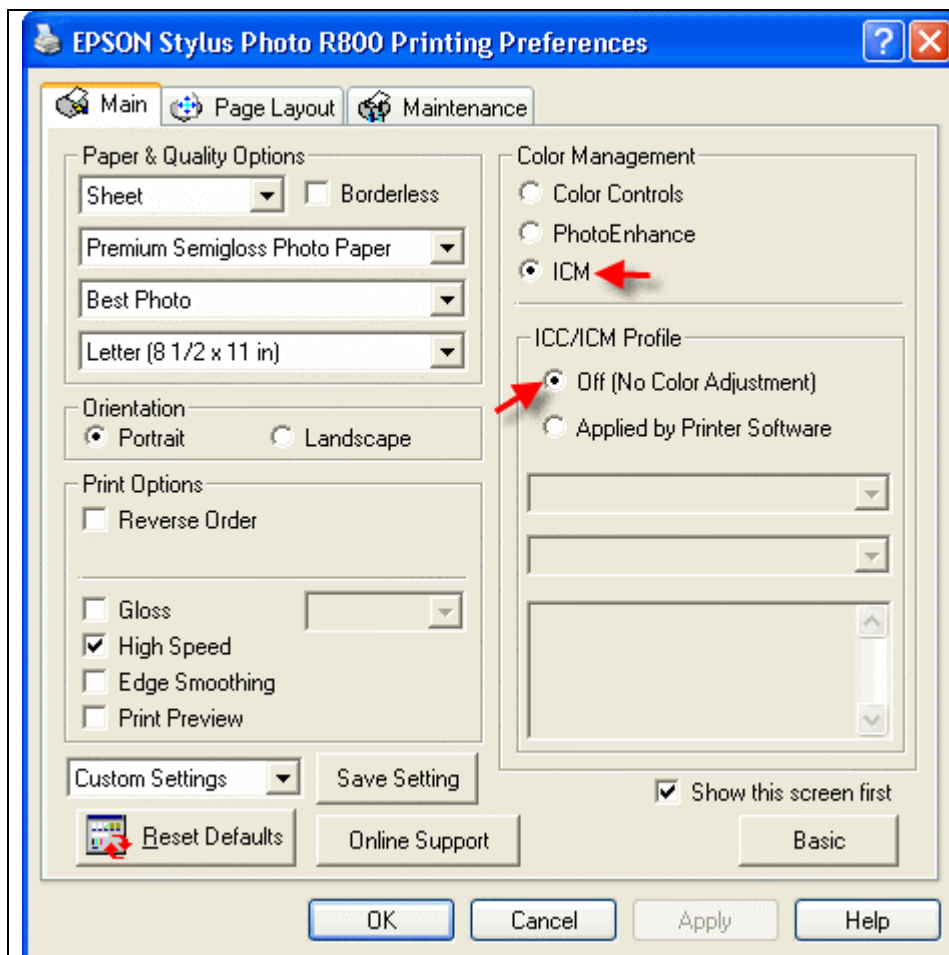 EPSON Stylus Photo R800 Printing Preferences
Main
Page Layout
Maintenance
Paper & Quality Options
Sheet
Borderless
Premium Semigloss Photo Paper
Best Photo
Letter (8 1/2 x 11 in)
Orientation
Portrait
Landscape
Print Options
Reverse Order
Gloss
High Speed
Edge Smoothing
Print Preview
Custom Settings
Save Setting
Reset Defaults
Online Support
Color Management
Color Controls
PhotoEnhance
ICM
ICC/ICM Profile
Off (No Color Adjustment)
Applied by Printer Software
Show this screen first
Basic
OK
Cancel
Apply
Help